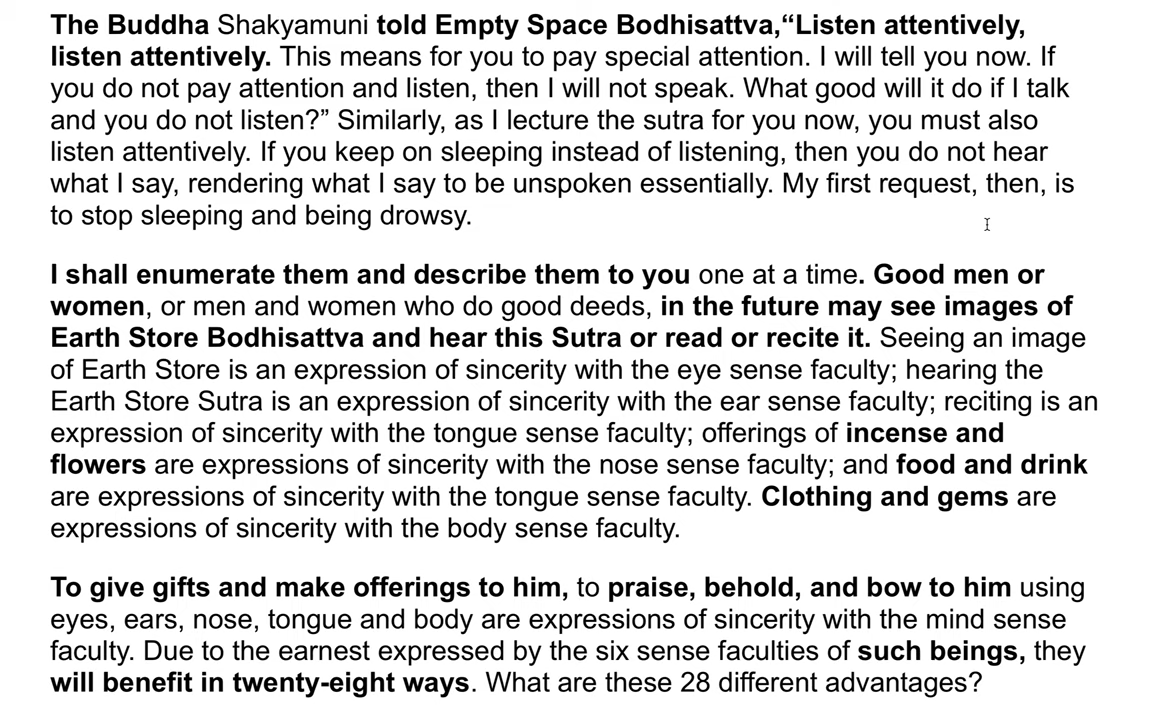 The Buddha Shakyamuni told Empty Space Bodhisattva,“Listen attentively,
listen attentively. This means for you to pay special attention. I will tell you now. If
you do not pay attention and listen, then I will not speak. What good will it do if I talk
and you do not listen?” Similarly, as I lecture the sutra for you now, you must also
listen attentively. If you keep on sleeping instead of listening, then you do not hear
what I say, rendering what I say to be unspoken essentially. My first request, then, is
to stop sleeping and being drowsy.
I shall enumerate them and describe them to you one at a time. Good men or
women, or men and women who do good deeds, in the future may see images of
Earth Store Bodhisattva and hear this Sutra or read or recite it. Seeing an image
of Earth Store is an expression of sincerity with the eye sense faculty; hearing the
Earth Store Sutra is an expression of sincerity with the ear sense faculty; reciting is an
expression of sincerity with the tongue sense faculty; offerings of incense and
flowers are expressions of sincerity with the nose sense faculty; and food and drink
are expressions of sincerity with the tongue sense faculty. Clothing and gems are
expressions of sincerity with the body sense faculty.
To give gifts and make offerings to him, to praise, behold, and bow to him using
eyes, ears, nose, tongue and body are expressions of sincerity with the mind sense
faculty. Due to the earnest expressed by the six sense faculties of such beings, they
will benefit in twenty-eight ways. What are these 28 different advantages?